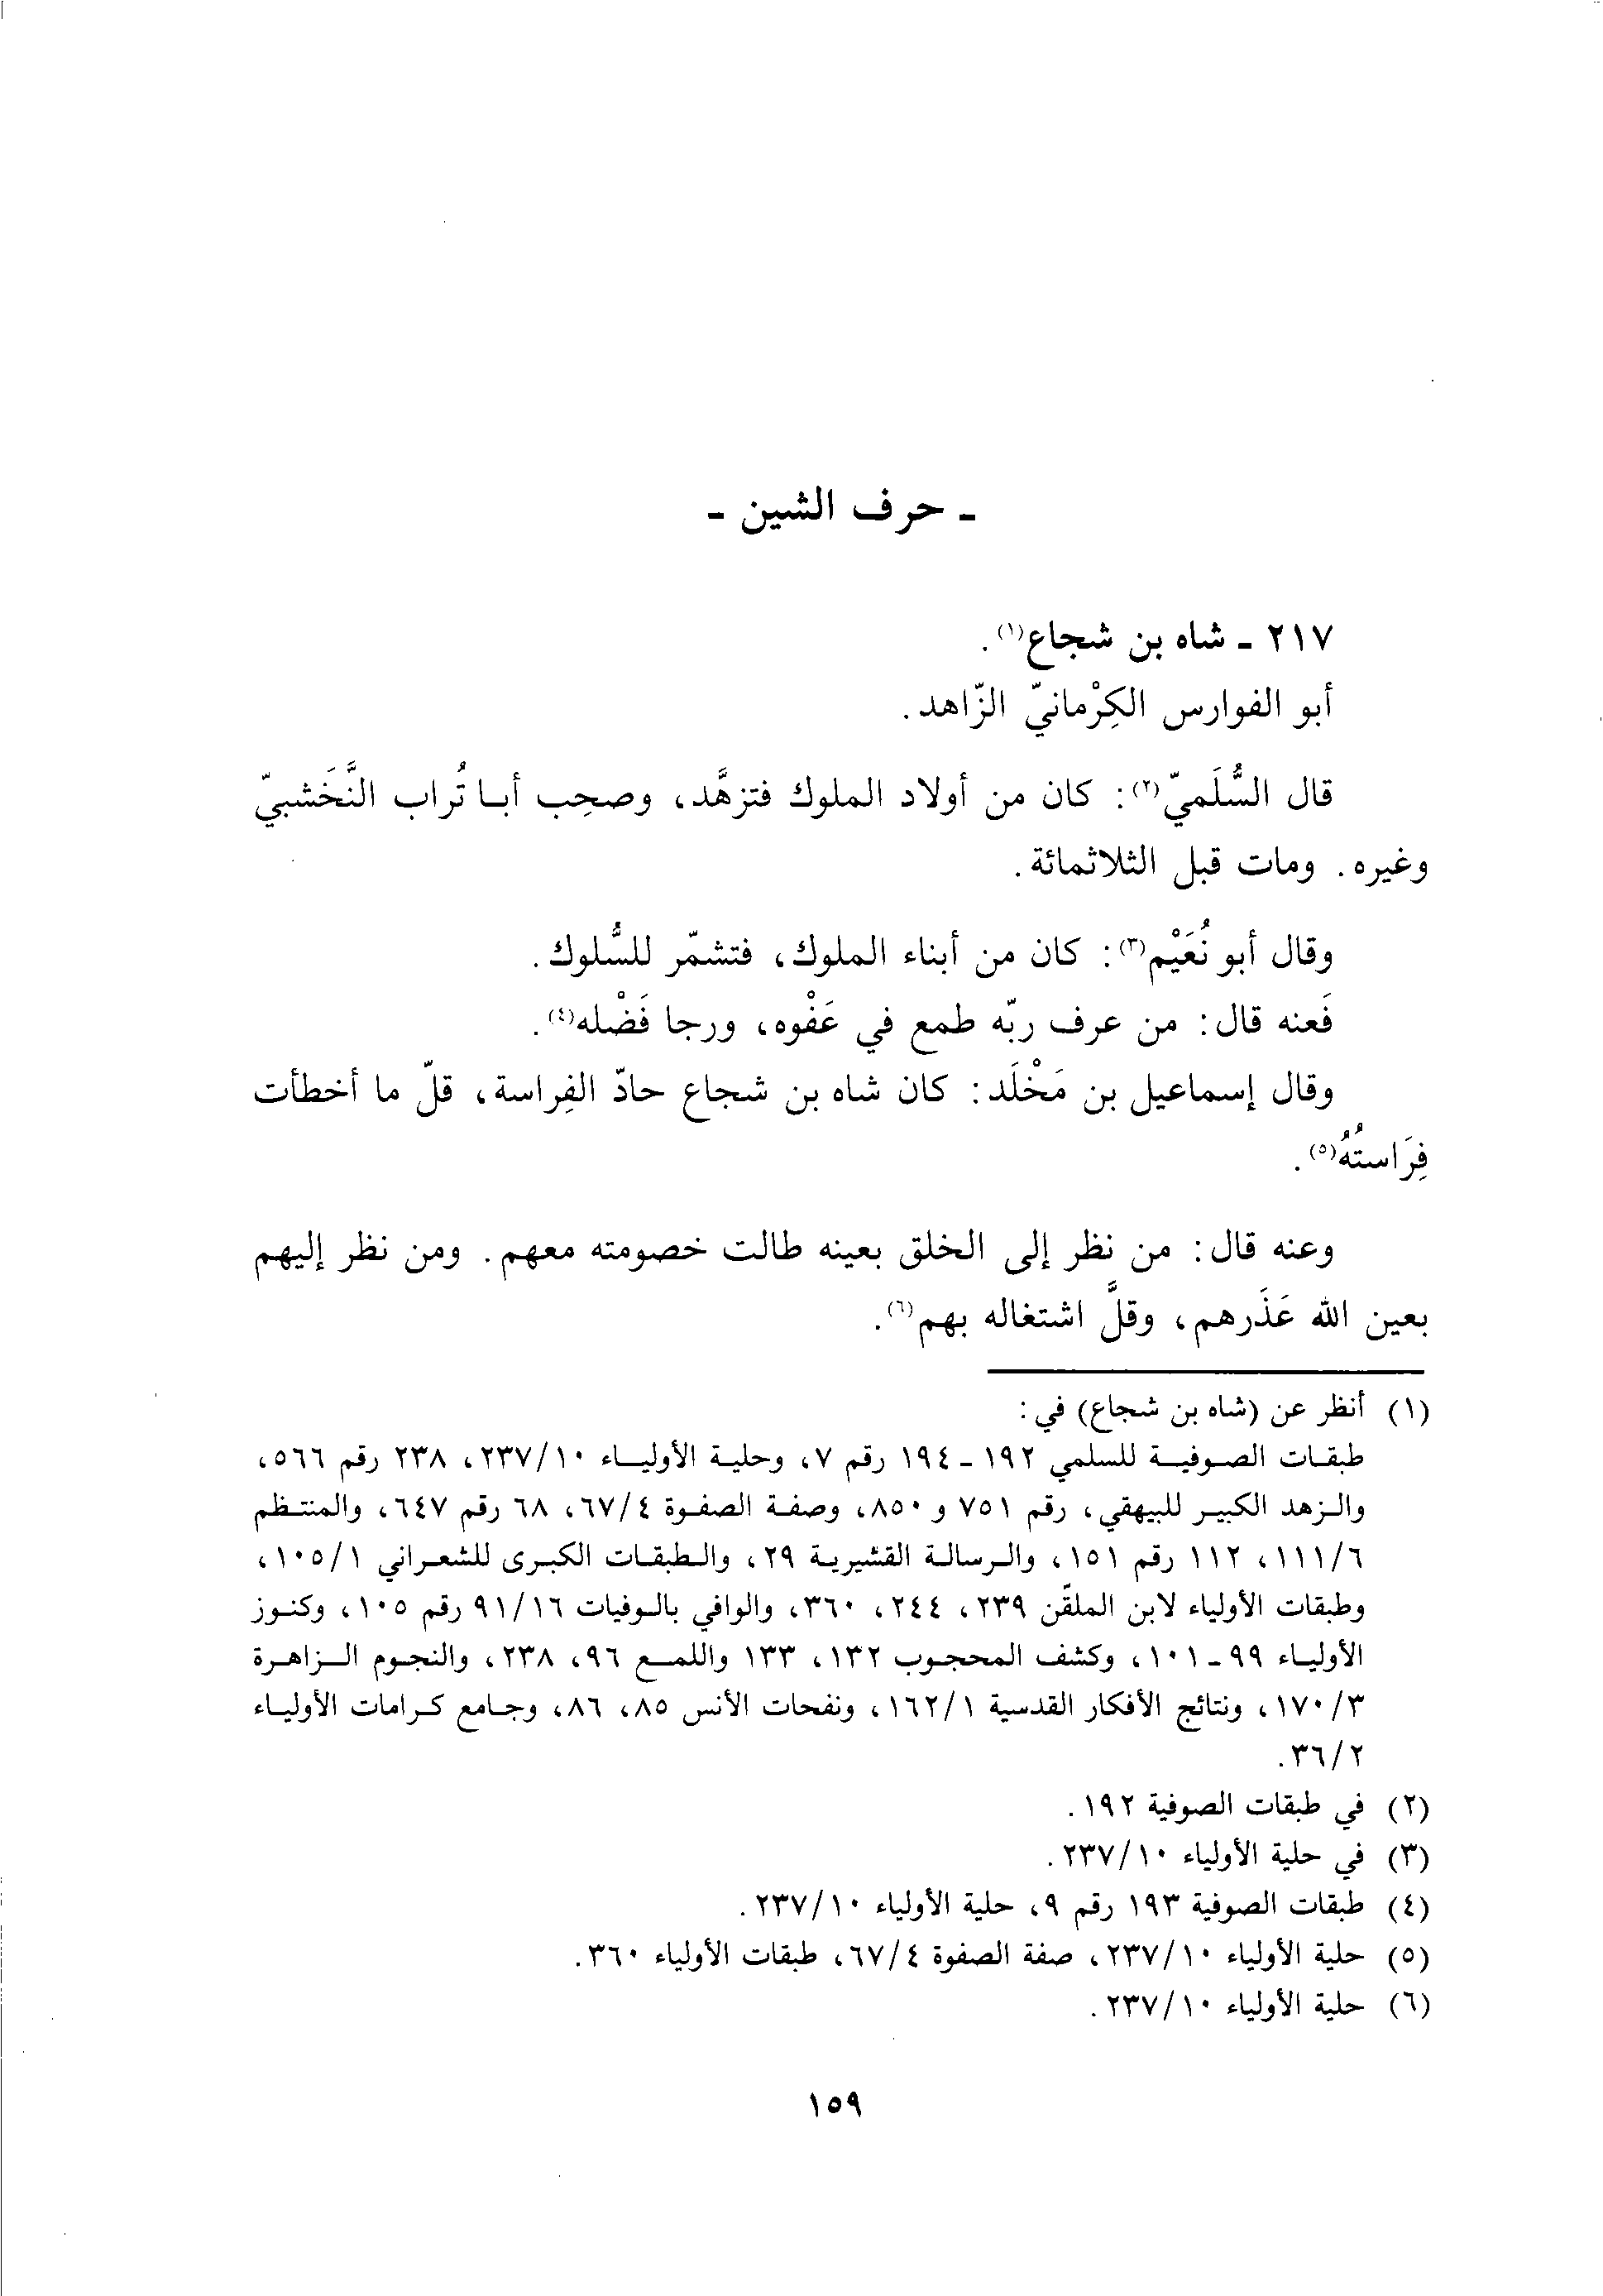 ـ حرف الشين ـ
٢١٧ ـ شاه بن شجاع(١).
أبو الفوارس الكِرْمانيّ الزّاهد.
قال السُّلَميّ(٢): كان من أولاد الملوك فتزهَّد، وصحِب أبا تُراب النَّخَشبيّ
وغيره. ومات قبل الثلاثمائة.
وقال أبو نُعَيْم(٣): كان من أبناء الملوك، فتشمّر للسُّلوك.
فَعنه قال: من عرف ربّه طمع في عَفْوه، ورجا فَضْله(٤).
وقال إسماعيل بن مَخْلَد: كان شاه بن شجاع حادّ الفِراسة، قلّ ما أخطأت
فِرَاستُهُ(٥).
وعنه قال: من نظر إلى الخلق بعينه طالت خصومته معهم. ومن نظر إليهم
بعين الله عَذَرهم، وقلَّ اشتغاله بهم(٦).
(١) أنظر عن (شاه بن شجاع) في:
طبقات الصوفية للسلمي ١٩٢ ـ ١٩٤ رقم ٧، وحلية الأولياء ١٠/٢٣٧، ٢٣٨ رقم ٥٦٦،
والزهد الكبير للبيهقي، رقم ٧٥١ و ٨٥٠، وصفة الصفوة ٤/٦٧، ٦٨ رقم ٦٤٧، والمنتظم
٦/١١١، ١١٢ رقم ١٥١، والرسالة القشيرية ٢٩، والطبقات الكبرى للشعراني ١/١٠٥،
وطبقات الأولياء لابن الملقّن ٢٣٩، ٢٤٤، ٣٦٠، والوافي بالوفيات ١٦/٩١ رقم ١٠٥، وكنوز
الأولياء ٩٩ ـ ١٠١، وكشف المحجوب ١٣٢، ١٣٣ واللمع ٩٦، ٢٣٨، والنجوم الزاهرة
٣/١٧٠، ونتائج الأفكار القدسية ١/١٦٢، ونفحات الأنس ٨٥، ٨٦، وجامع كرامات الأولياء
٢/٣٦.
(٢) في طبقات الصوفية ١٩٢.
(٣) في حلية الأولياء ١٠/٢٣٧.
(٤) طبقات الصوفية ١٩٣ رقم ٩، حلية الأولياء ١٠/٢٣٧.
(٥) حلية الأولياء ١٠/٢٣٧، صفة الصفوة ٤/٦٧، طبقات الأولياء ٣٦٠.
(٦) حلية الأولياء ١٠/٢٣٧.
١٥٩